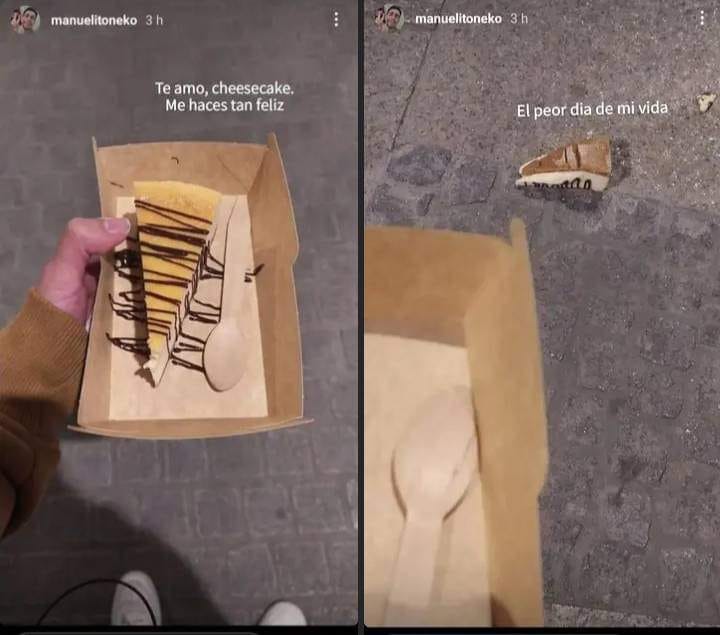 manuelitoneko 3 h
Te amo, cheesecake.
Me haces tan feliz
manuelitoneko 3 h
El peor dia de mi vida